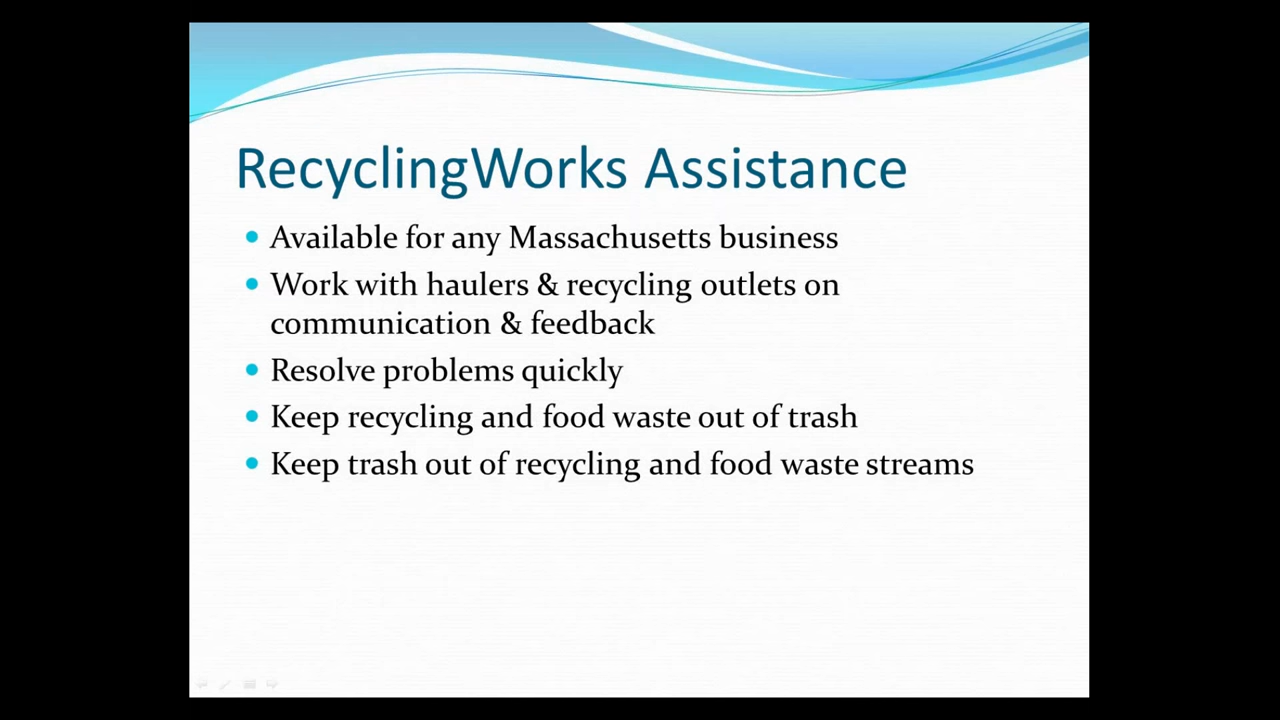 RecyclingWorks Assistance
• Available for any Massachusetts business
• Work with haulers & recycling outlets on
communication & feedback
• Resolve problems quickly
• Keep recycling and food waste out of trash
• Keep trash out of recycling and food waste streams